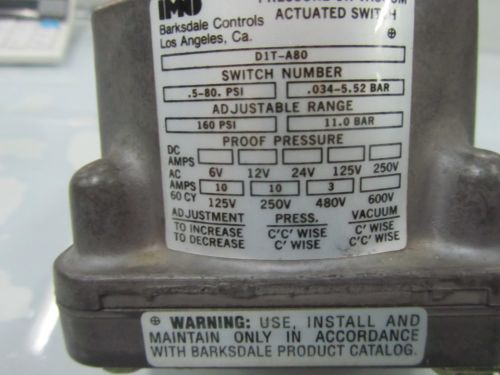 IMO
PRESSURE OR VACUUM
ACTUATED SWITCH
Barksdale Controls
Los Angeles, Ca.
D1T-A80
SWITCH NUMBER
.5-80. PSI .034-5.52 BAR
ADJUSTABLE RANGE
160 PSI 11.0 BAR
PROOF PRESSURE
DC
AMPS
6V 12V 24V 125V 250V
AC
AMPS 10 10 3
60 CY 125V 250V 480V 600V
ADJUSTMENT PRESS. VACUUM
TO INCREASE C'C' WISE C' WISE
TO DECREASE C' WISE C'C' WISE
WARNING: USE, INSTALL AND
MAINTAIN ONLY IN ACCORDANCE
WITH BARKSDALE PRODUCT CATALOG.